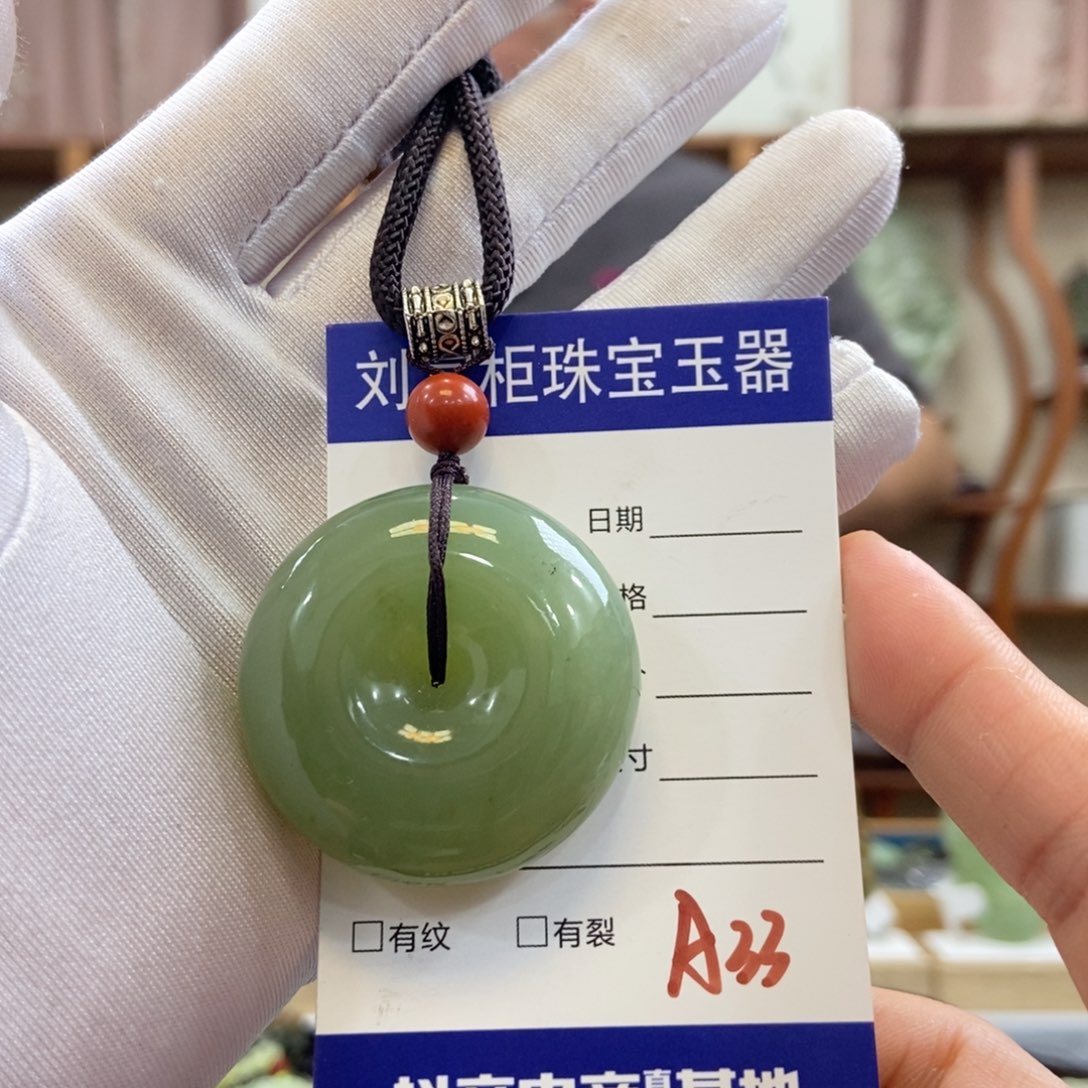 刘 柜珠宝玉器
日期
格
寸
□有纹 □有裂
A33